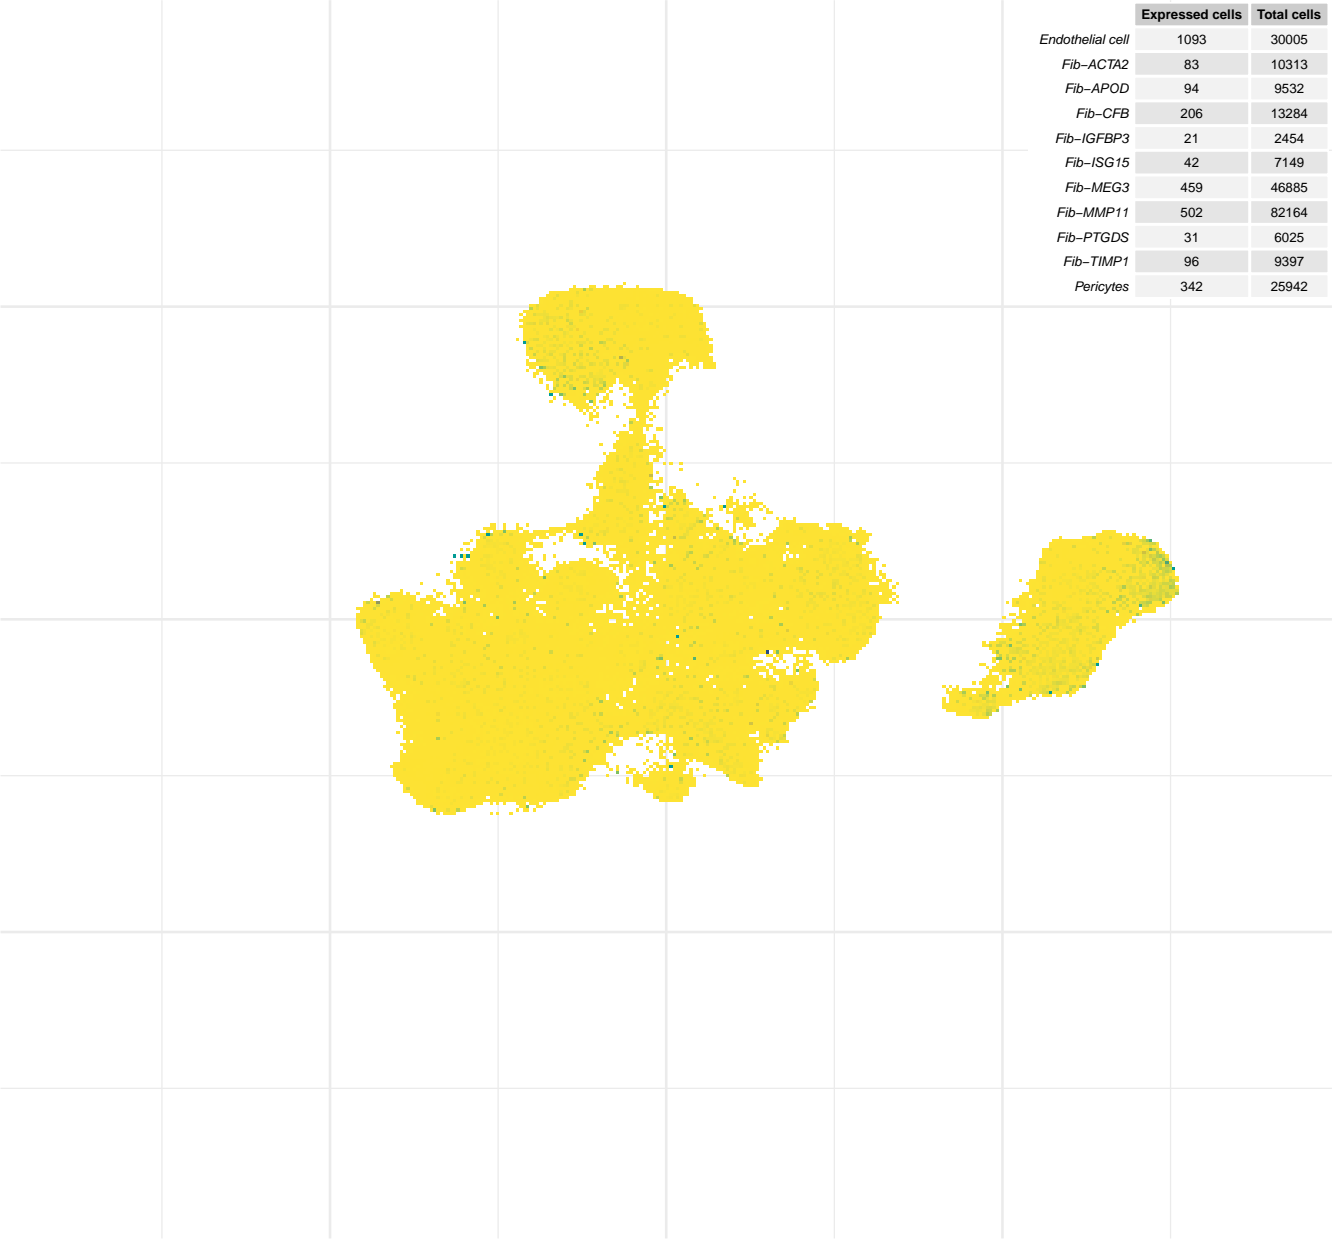 Expressed cells Total cells
Endothelial cell 1093 30005
Fib−ACTA2 83 10313
Fib−APOD 94 9532
Fib−CFB 206 13284
Fib−IGFBP3 21 2454
Fib−ISG15 42 7149
Fib−MEG3 459 46885
Fib−MMP11 502 82164
Fib−PTGDS 31 6025
Fib−TIMP1 96 9397
Pericytes 342 25942